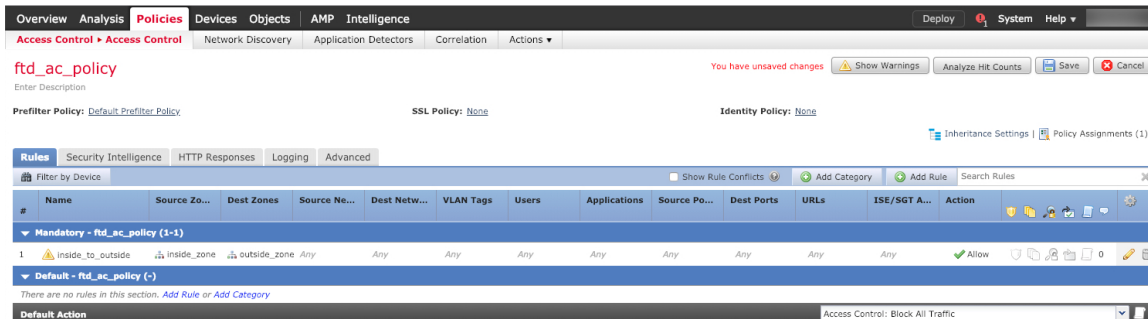 Overview Analysis Policies Devices Objects AMP Intelligence Deploy System Help ▾
Access Control ▸ Access Control Network Discovery Application Detectors Correlation Actions ▾
ftd_ac_policy You have unsaved changes Show Warnings Analyze Hit Counts Save Cancel
Enter Description
Prefilter Policy: Default Prefilter Policy SSL Policy: None Identity Policy: None
Inheritance Settings | Policy Assignments (1)
Rules Security Intelligence HTTP Responses Logging Advanced
Filter by Device Show Rule Conflicts Add Category Add Rule Search Rules
# Name Source Zo... Dest Zones Source Ne... Dest Netw... VLAN Tags Users Applications Source Po... Dest Ports URLs ISE/SGT A... Action
Mandatory - ftd_ac_policy (1-1)
1 inside_to_outside inside_zone outside_zone Any Any Any Any Any Any Any Any Any Allow 0
Default - ftd_ac_policy (-)
There are no rules in this section. Add Rule or Add Category
Default Action Access Control: Block All Traffic